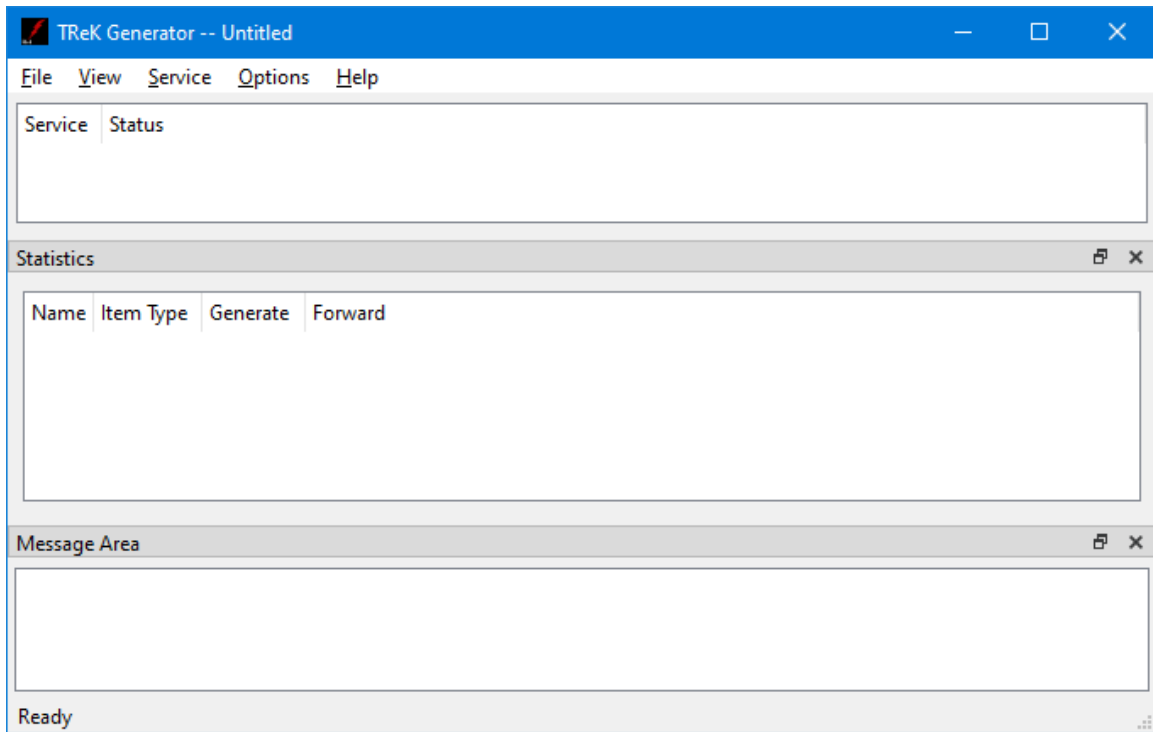 TReK Generator -- Untitled
File View Service Options Help
Service Status
Statistics
Name Item Type Generate Forward
Message Area
Ready